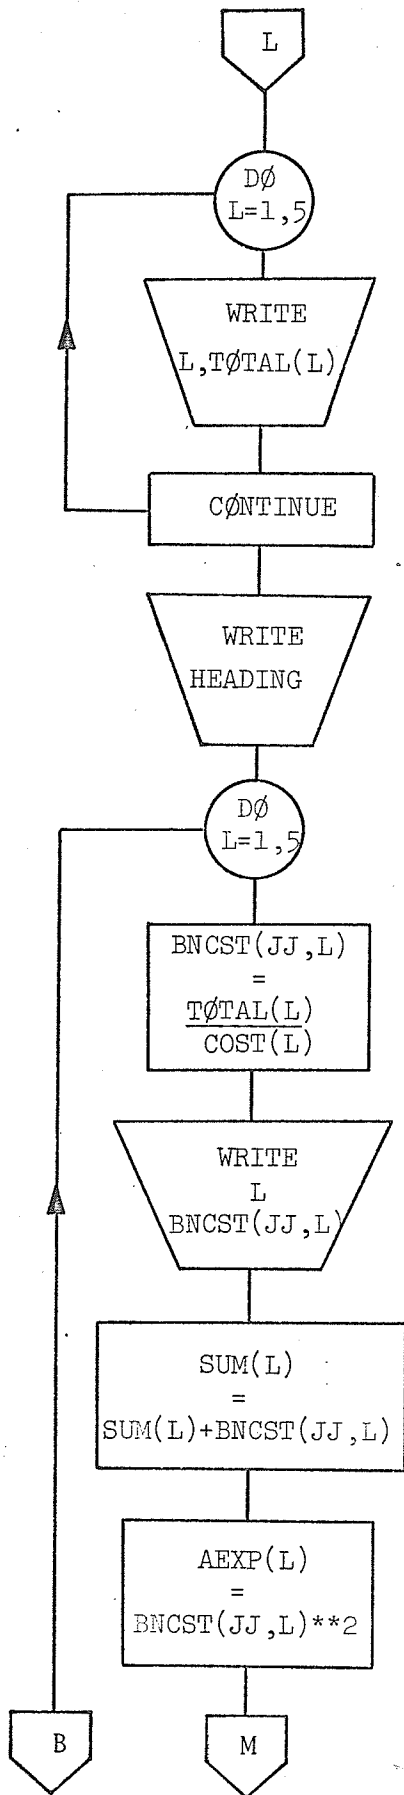 L
DØ
L=1,5
WRITE
L,TØTAL(L)
CØNTINUE
WRITE
HEADING
DØ
L=1,5
BNCST(JJ,L)
=
TØTAL(L)
COST(L)
WRITE
L
BNCST(JJ,L)
SUM(L)
=
SUM(L)+BNCST(JJ,L)
AEXP(L)
=
BNCST(JJ,L)**2
B
M